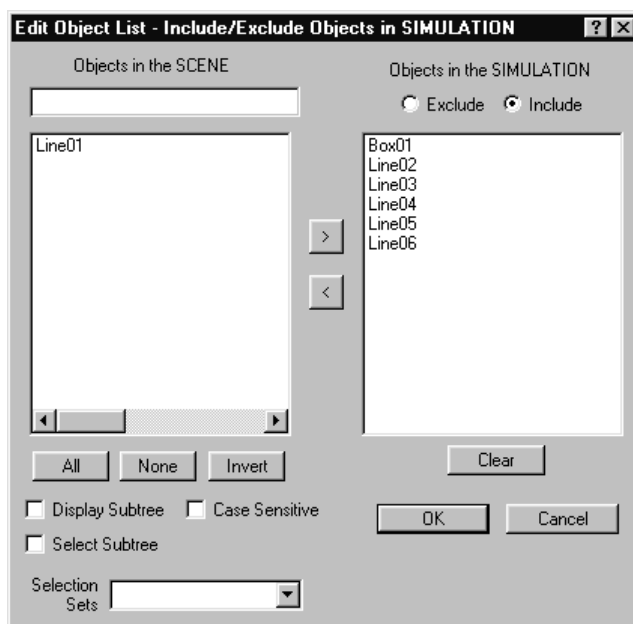 Edit Object List - Include/Exclude Objects in SIMULATION
? X
Objects in the SCENE
Line01
All None Invert
Display Subtree Case Sensitive
Select Subtree
Selection
Sets
Objects in the SIMULATION
Exclude Include
Box01
Line02
Line03
Line04
Line05
Line06
>
<
Clear
OK Cancel